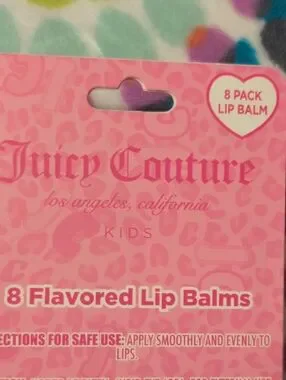 8 PACK
LIP BALM
Juicy Couture
los angeles, california
KIDS
8 Flavored Lip Balms
ECTIONS FOR SAFE USE: APPLY SMOOTHLY AND EVENLY TO
LIPS.